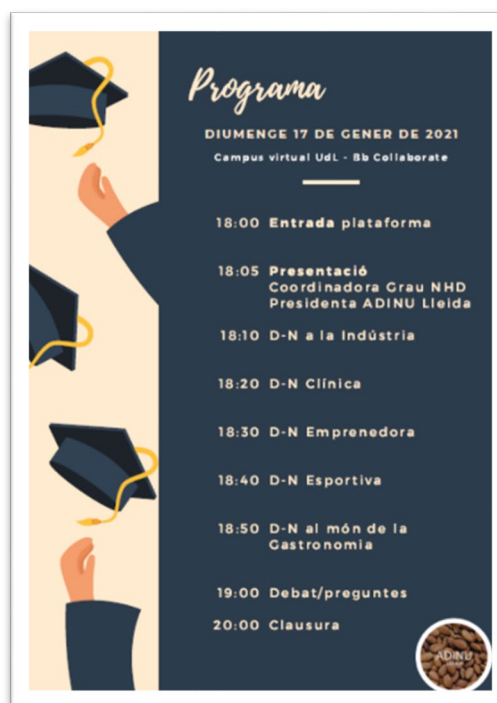 Programa
DIUMENGE 17 DE GENER DE 2021
Campus virtual UdL - Bb Collaborate
18:00 Entrada plataforma
18:05 Presentació
Coordinadora Grau NHD
Presidenta ADINU Lleida
18:10 D-N a la Indústria
18:20 D-N Clínica
18:30 D-N Emprenedora
18:40 D-N Esportiva
18:50 D-N al món de la
Gastronomia
19:00 Debat/preguntes
20:00 Clausura
ADINU